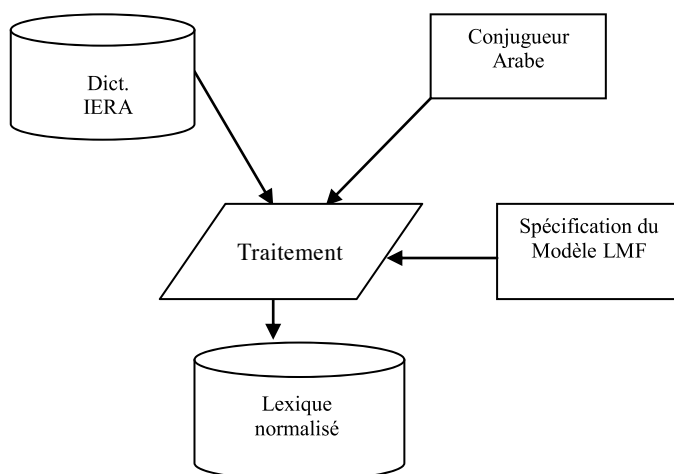 Dict.
IERA
Conjugueur
Arabe
Traitement
Spécification du
Modèle LMF
Lexique
normalisé